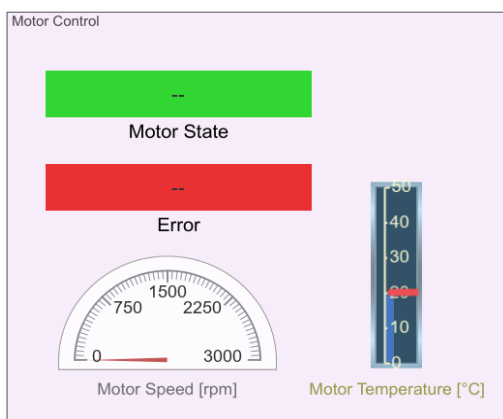 Motor Control
--
Motor State
--
Error
0 750 1500 2250 3000
Motor Speed [rpm]
50
40
30
20
10
0
Motor Temperature [°C]